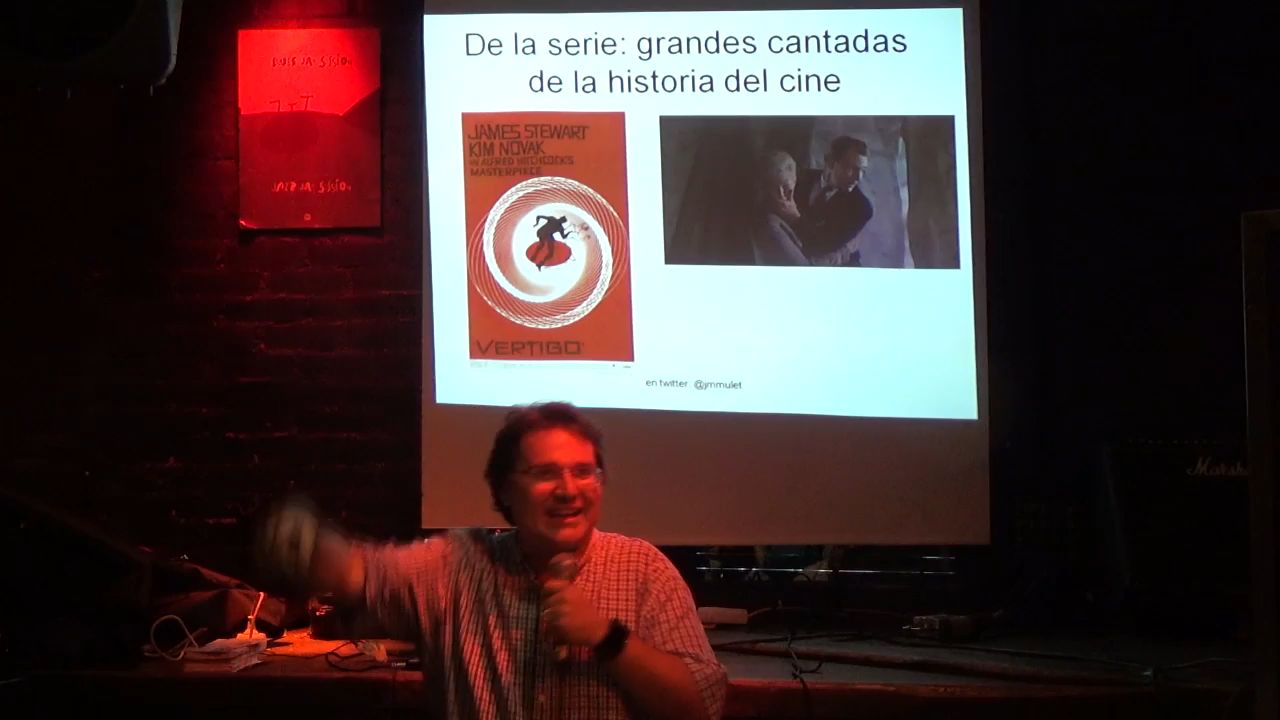 De la serie: grandes cantadas
de la historia del cine
JAMES STEWART
KIM NOVAK
IN ALFRED HITCHCOCK'S
MASTERPIECE
VERTIGO
en twitter @jmmulet